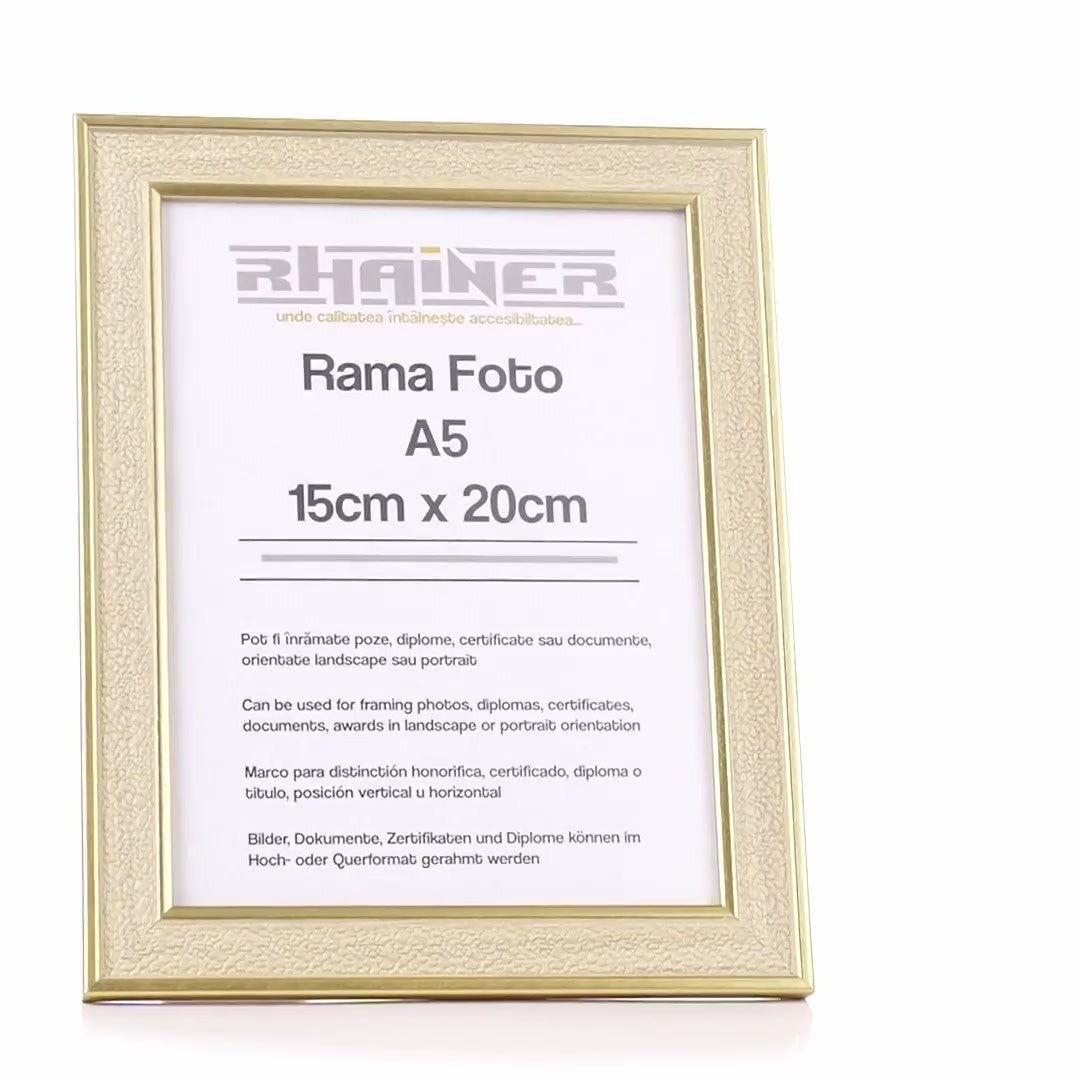 RHAINER
unde calitatea întâlnește accesibiltatea...
Rama Foto
A5
15cm x 20cm
Pot fi înrămate poze, diplome, certificate sau documente,
orientate landscape sau portrait
Can be used for framing photos, diplomas, certificates,
documents, awards in landscape or portrait orientation
Marco para distinctión honorifica, certificado, diploma o
titulo, posición vertical u horizontal
Bilder, Dokumente, Zertifikaten und Diplome können im
Hoch- oder Querformat gerahmt werden